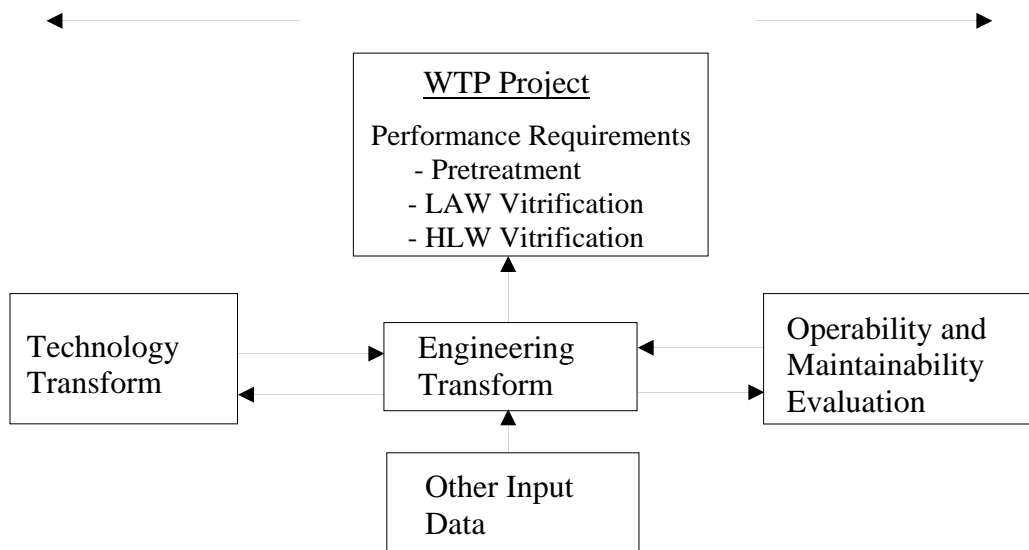 WTP Project
Performance Requirements
- Pretreatment
- LAW Vitrification
- HLW Vitrification
Technology
Transform
Engineering
Transform
Operability and
Maintainability
Evaluation
Other Input
Data